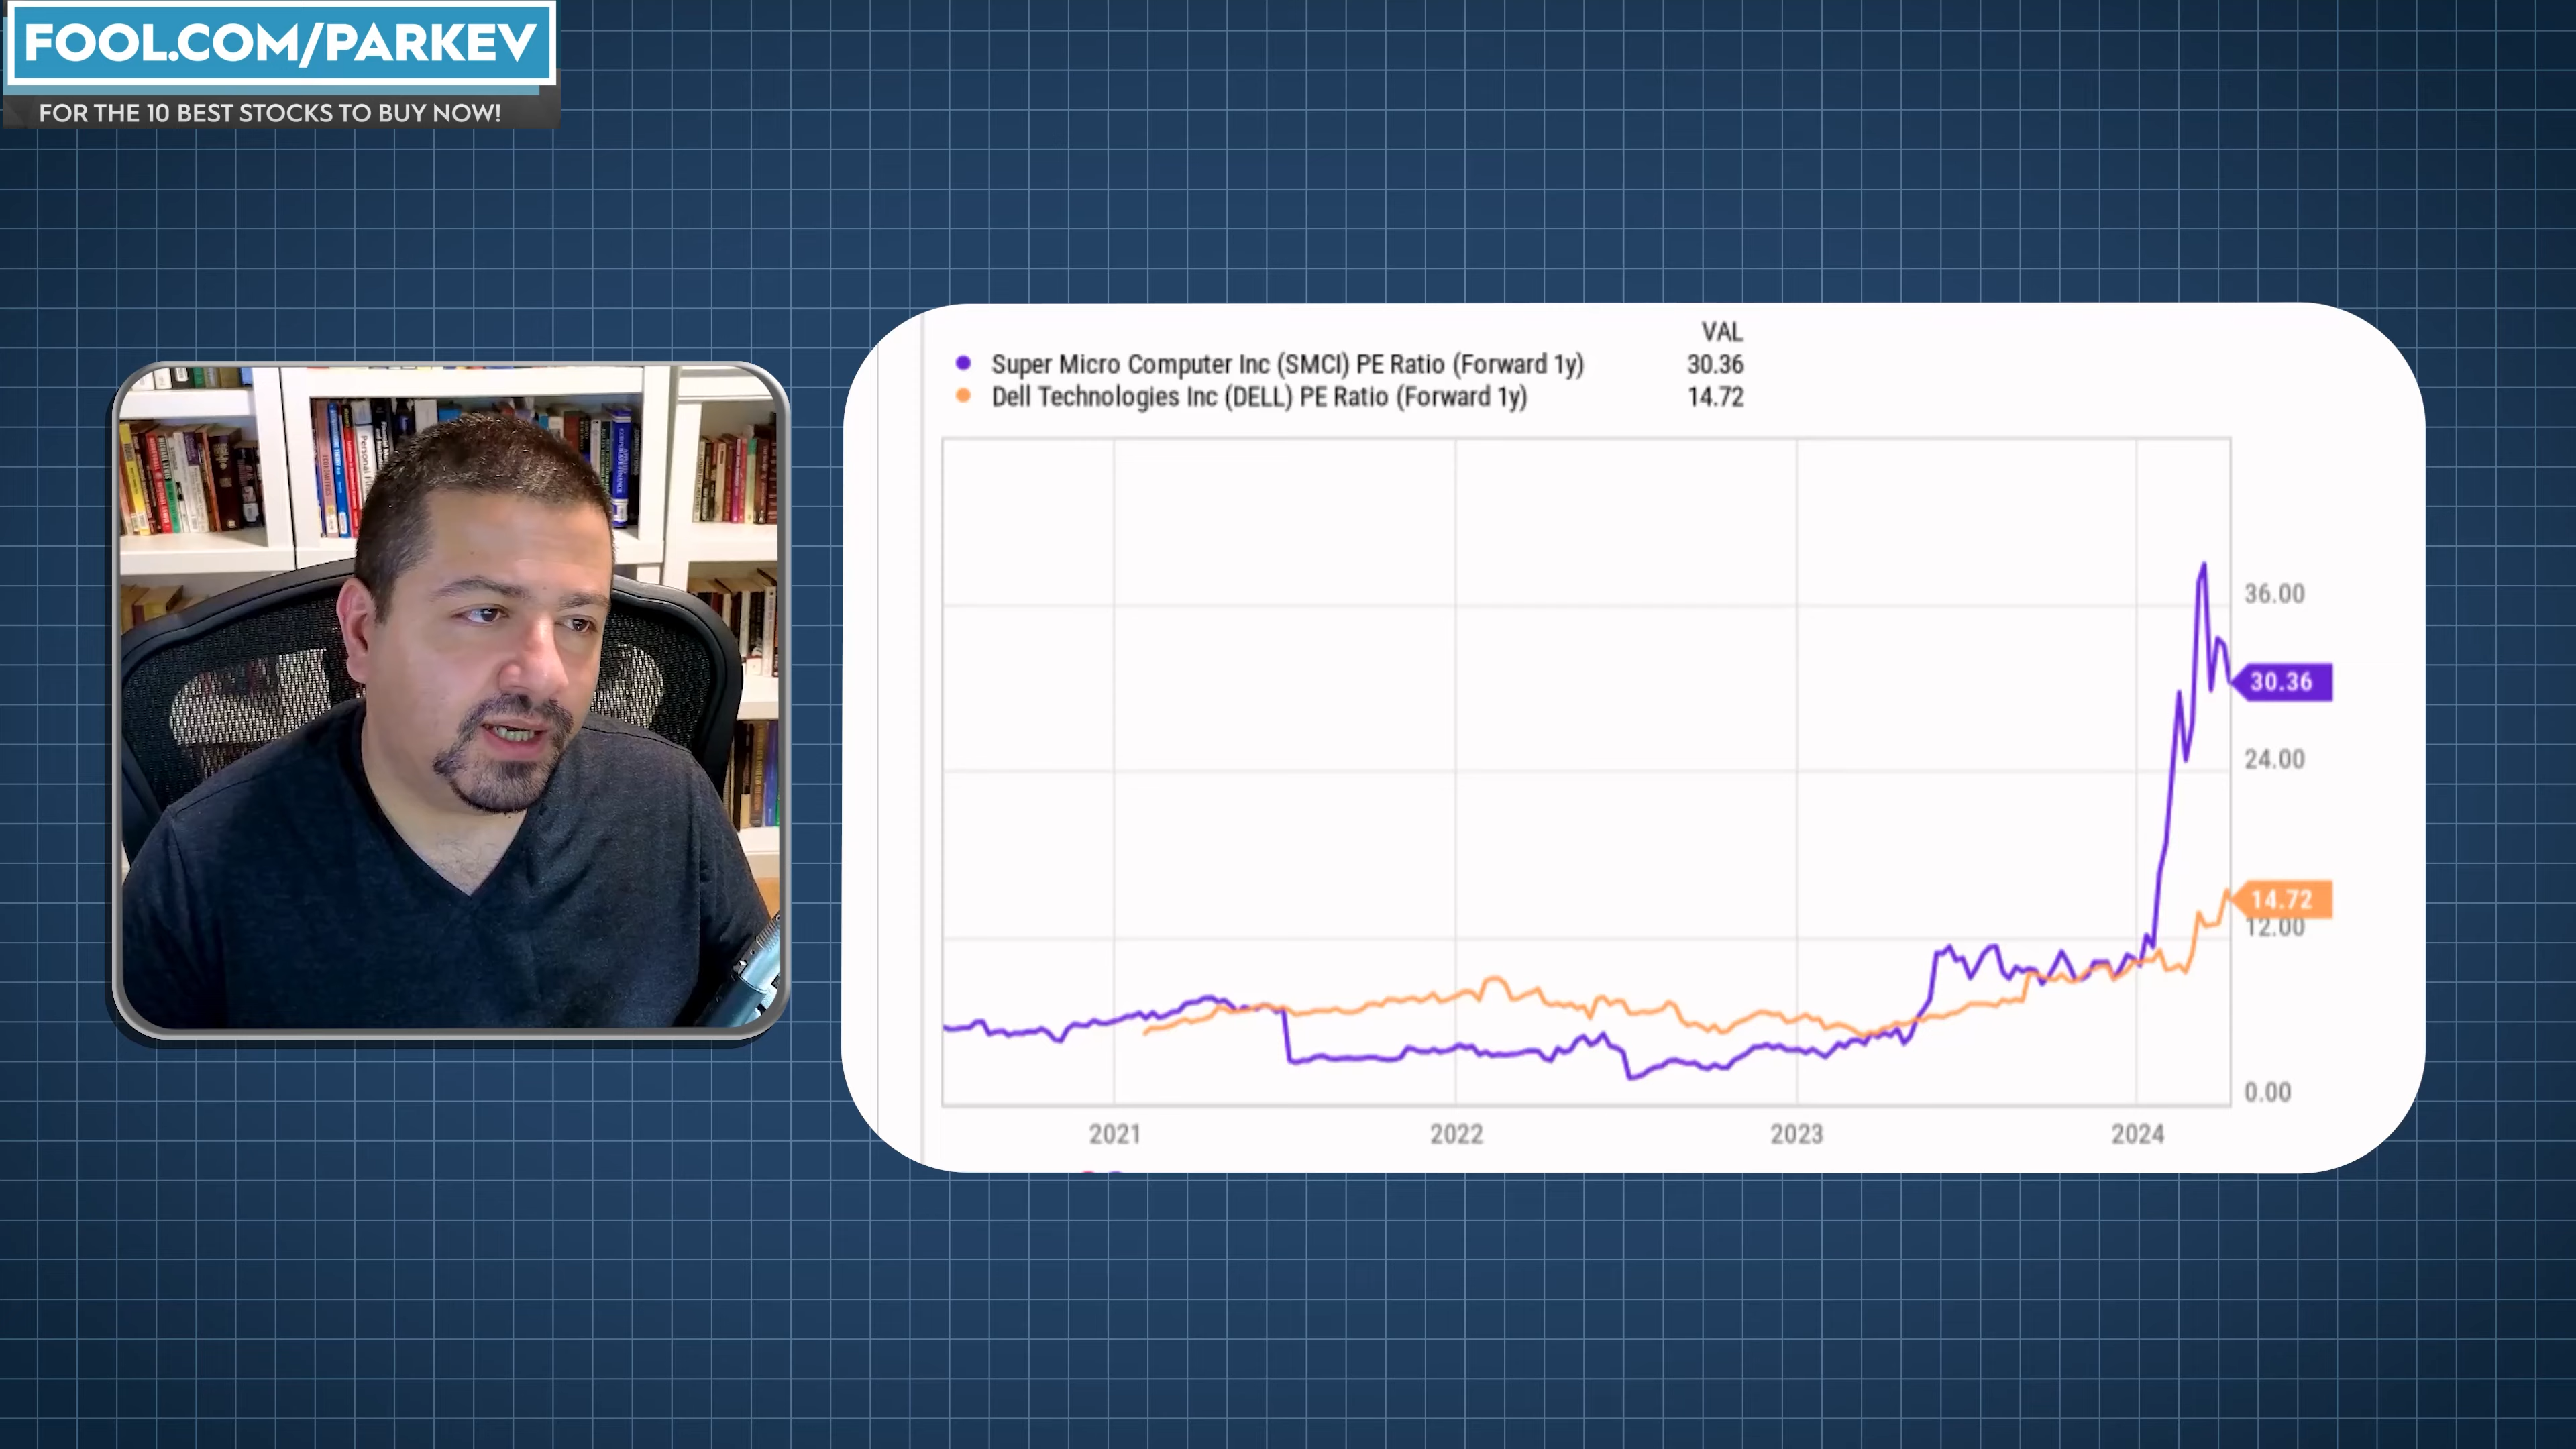 FOOL.COM/PARKEV
FOR THE 10 BEST STOCKS TO BUY NOW!
VAL
Super Micro Computer Inc (SMCI) PE Ratio (Forward 1y) 30.36
Dell Technologies Inc (DELL) PE Ratio (Forward 1y) 14.72
36.00
30.36
24.00
14.72
12.00
0.00
2021 2022 2023 2024